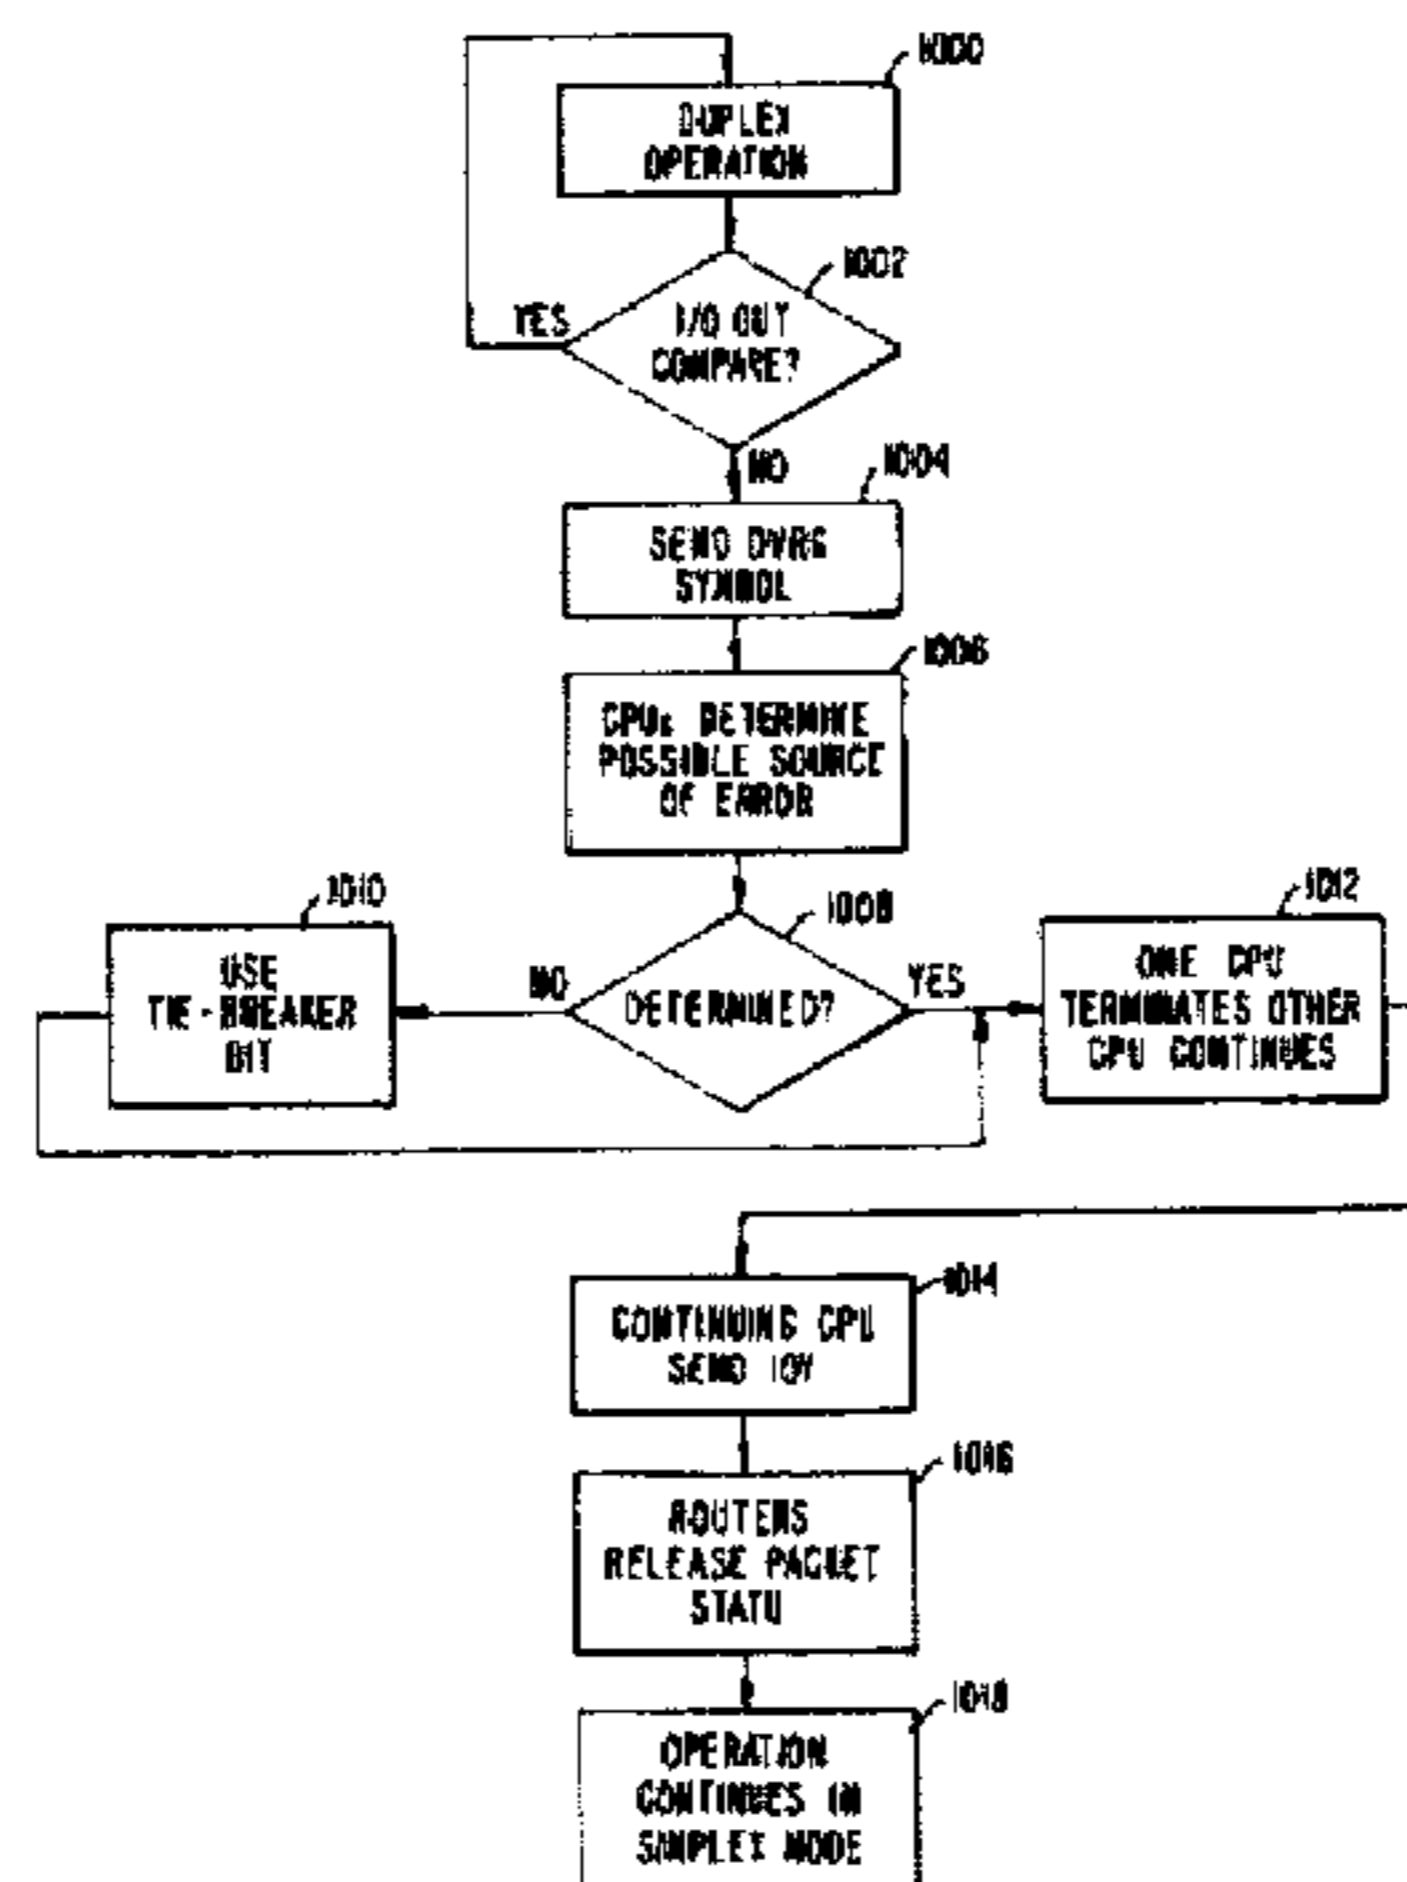 1000
DUPLEX
OPERATION
1002
YES
I/O OUT
COMPARE?
NO
1004
SEND DVRG
SYMBOL
1006
CPUs DETERMINE
POSSIBLE SOURCE
OF ERROR
1008
1010
USE
TIE-BREAKER
BIT
NO
DETERMINED?
YES
1012
ONE CPU
TERMINATES OTHER
CPU CONTINUES
1014
CONTINUING CPU
SEND IOY
1016
ROUTERS
RELEASE PACKET
STATU
1018
OPERATION
CONTINUES IN
SIMPLEX MODE